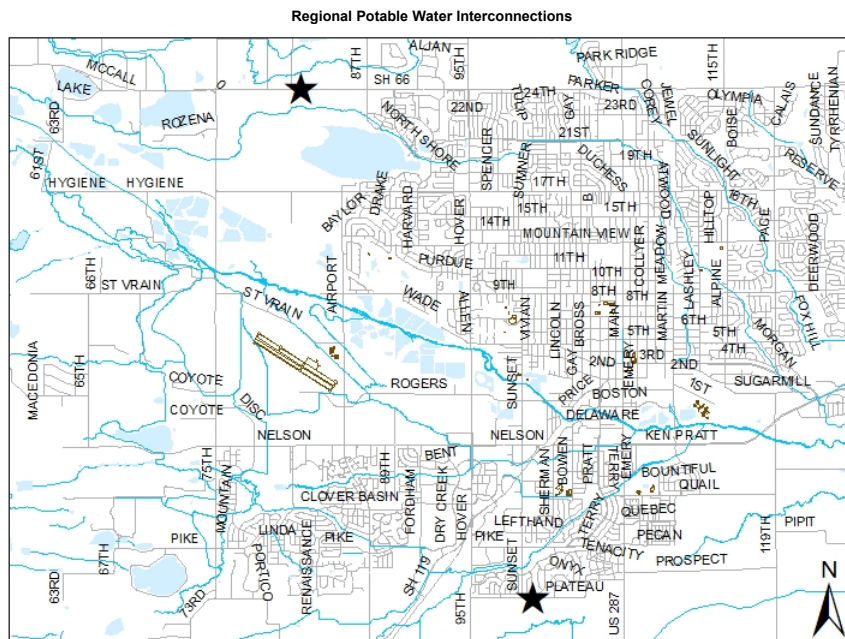 Regional Potable Water Interconnections
ALJAN
87TH
95TH
PARK RIDGE
115TH
MCCALL
SH 66
PARKER
LAKE
TULIP
24TH
GAY
COREY
JEWEL
OLYMPIA
CALAIS
SUNDANCE
TYRRHENIAN
63RD
ROZENA
22ND
23RD
BOISE
NORTH SHORE
21ST
SUNLIGHT
61ST
SPENCER
SUMNER
DUCHESS
19TH
RESERVE
HYGIENE
HYGIENE
DRAKE
17TH
ATWOOD
16TH
BAYLOR
HARVARD
HOVER
15TH
B
15TH
HILLTOP
PAGE
DEERWOOD
14TH
MOUNTAIN VIEW
COLLYER
MARTIN
MEADOW
PURDUE
11TH
66TH
ST VRAIN
AIRPORT
10TH
LASHLEY
ALPINE
ST VRAIN
WADE
ALLEN
9TH
VIVIAN
8TH
8TH
FOX HILL
LINCOLN
GAY
BROSS
MAIN
6TH
5TH
5TH
MORGAN
MACEDONIA
65TH
2ND
EMERY
3RD
2ND
4TH
COYOTE
ROGERS
SUNSET
PRICE
BOSTON
1ST
SUGARMILL
COYOTE
DISC
DELAWARE
NELSON
NELSON
KEN PRATT
75TH
BENT
SHERMAN
BOWEN
PRATT
TERRY
EMERY
MOUNTAIN
89TH
FORDHAM
DRY CREEK
HOVER
BOUNTIFUL
QUAIL
CLOVER BASIN
LEFTHAND
TERRY
QUEBEC
PIKE
LINDA
RENAISSANCE
PIKE
PIKE
PECAN
119TH
PIPIT
67TH
PORTICO
SUNSET
TENACITY
PROSPECT
63RD
73RD
SH 119
95TH
ONYX
PLATEAU
US 287
N